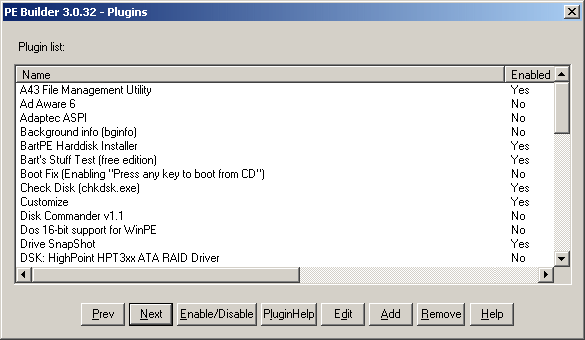 PE Builder 3.0.32 - Plugins
Plugin list:
Name Enabled
A43 File Management Utility Yes
Ad Aware 6 No
Adaptec ASPI No
Background info (bginfo) No
BartPE Harddisk Installer Yes
Bart's Stuff Test (free edition) Yes
Boot Fix (Enabling "Press any key to boot from CD") No
Check Disk (chkdsk.exe) Yes
Customize Yes
Disk Commander v1.1 No
Dos 16-bit support for WinPE No
Drive SnapShot Yes
DSK: HighPoint HPT3xx ATA RAID Driver No
Prev Next Enable/Disable PluginHelp Edit Add Remove Help